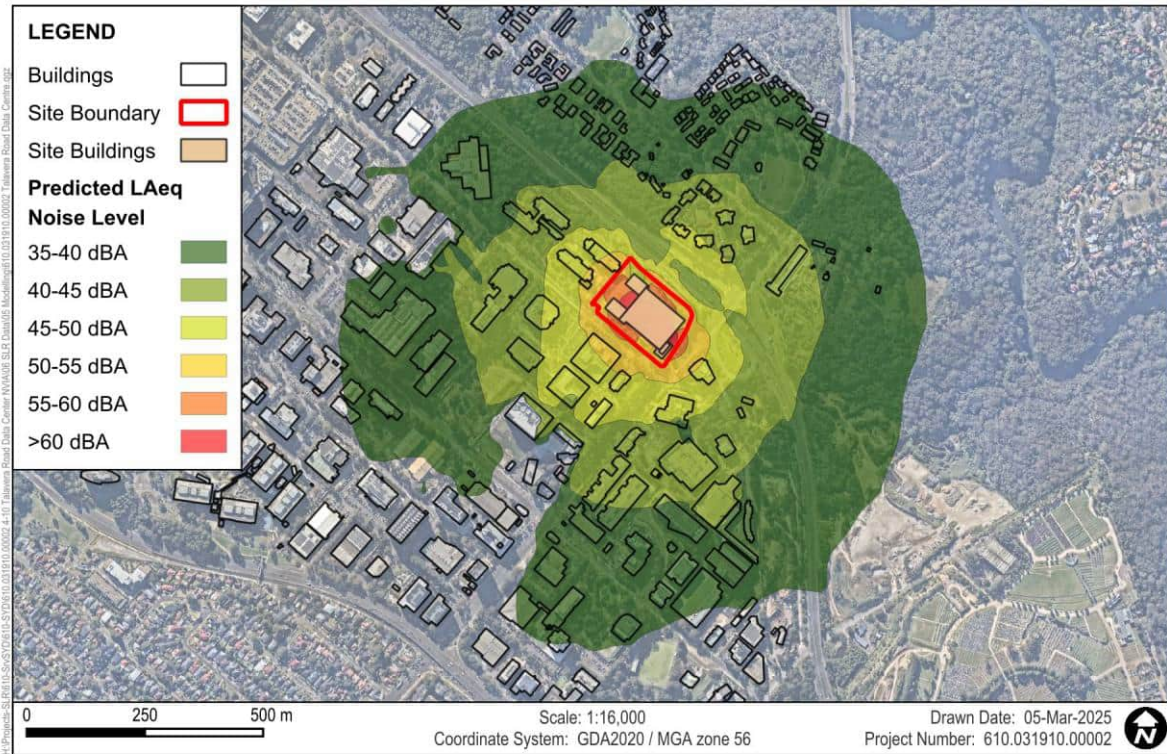 LEGEND
Buildings
Site Boundary
Site Buildings
Predicted LAeq
Noise Level
35-40 dBA
40-45 dBA
45-50 dBA
50-55 dBA
55-60 dBA
>60 dBA
0 250 500 m
Scale: 1:16,000
Coordinate System: GDA2020 / MGA zone 56
Drawn Date: 05-Mar-2025
Project Number: 610.031910.00002
N